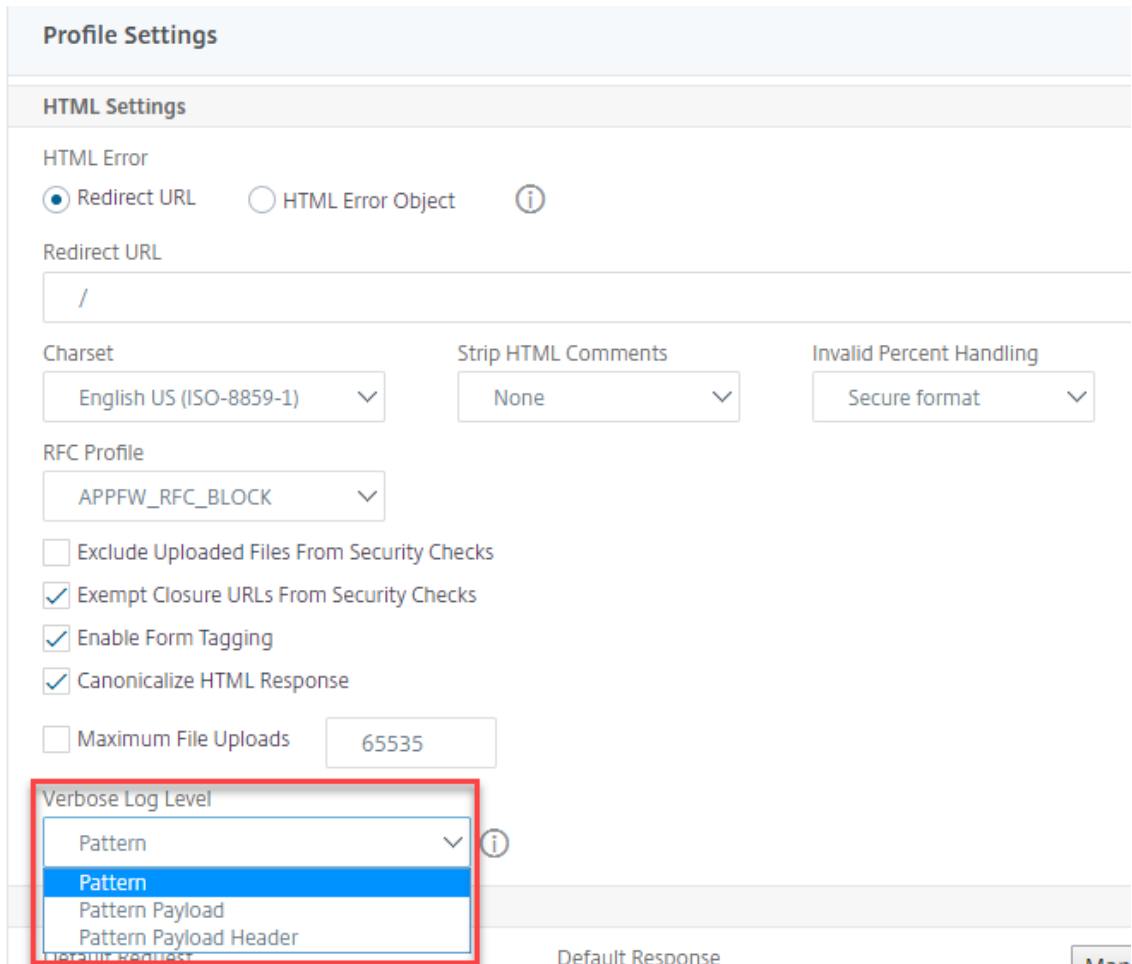 Profile Settings
HTML Settings
HTML Error
Redirect URL HTML Error Object
Redirect URL
/
Charset Strip HTML Comments Invalid Percent Handling
English US (ISO-8859-1) None Secure format
RFC Profile
APPFW_RFC_BLOCK
Exclude Uploaded Files From Security Checks
Exempt Closure URLs From Security Checks
Enable Form Tagging
Canonicalize HTML Response
Maximum File Uploads 65535
Verbose Log Level
Pattern
Pattern
Pattern Payload
Pattern Payload Header
Default Request Default Response